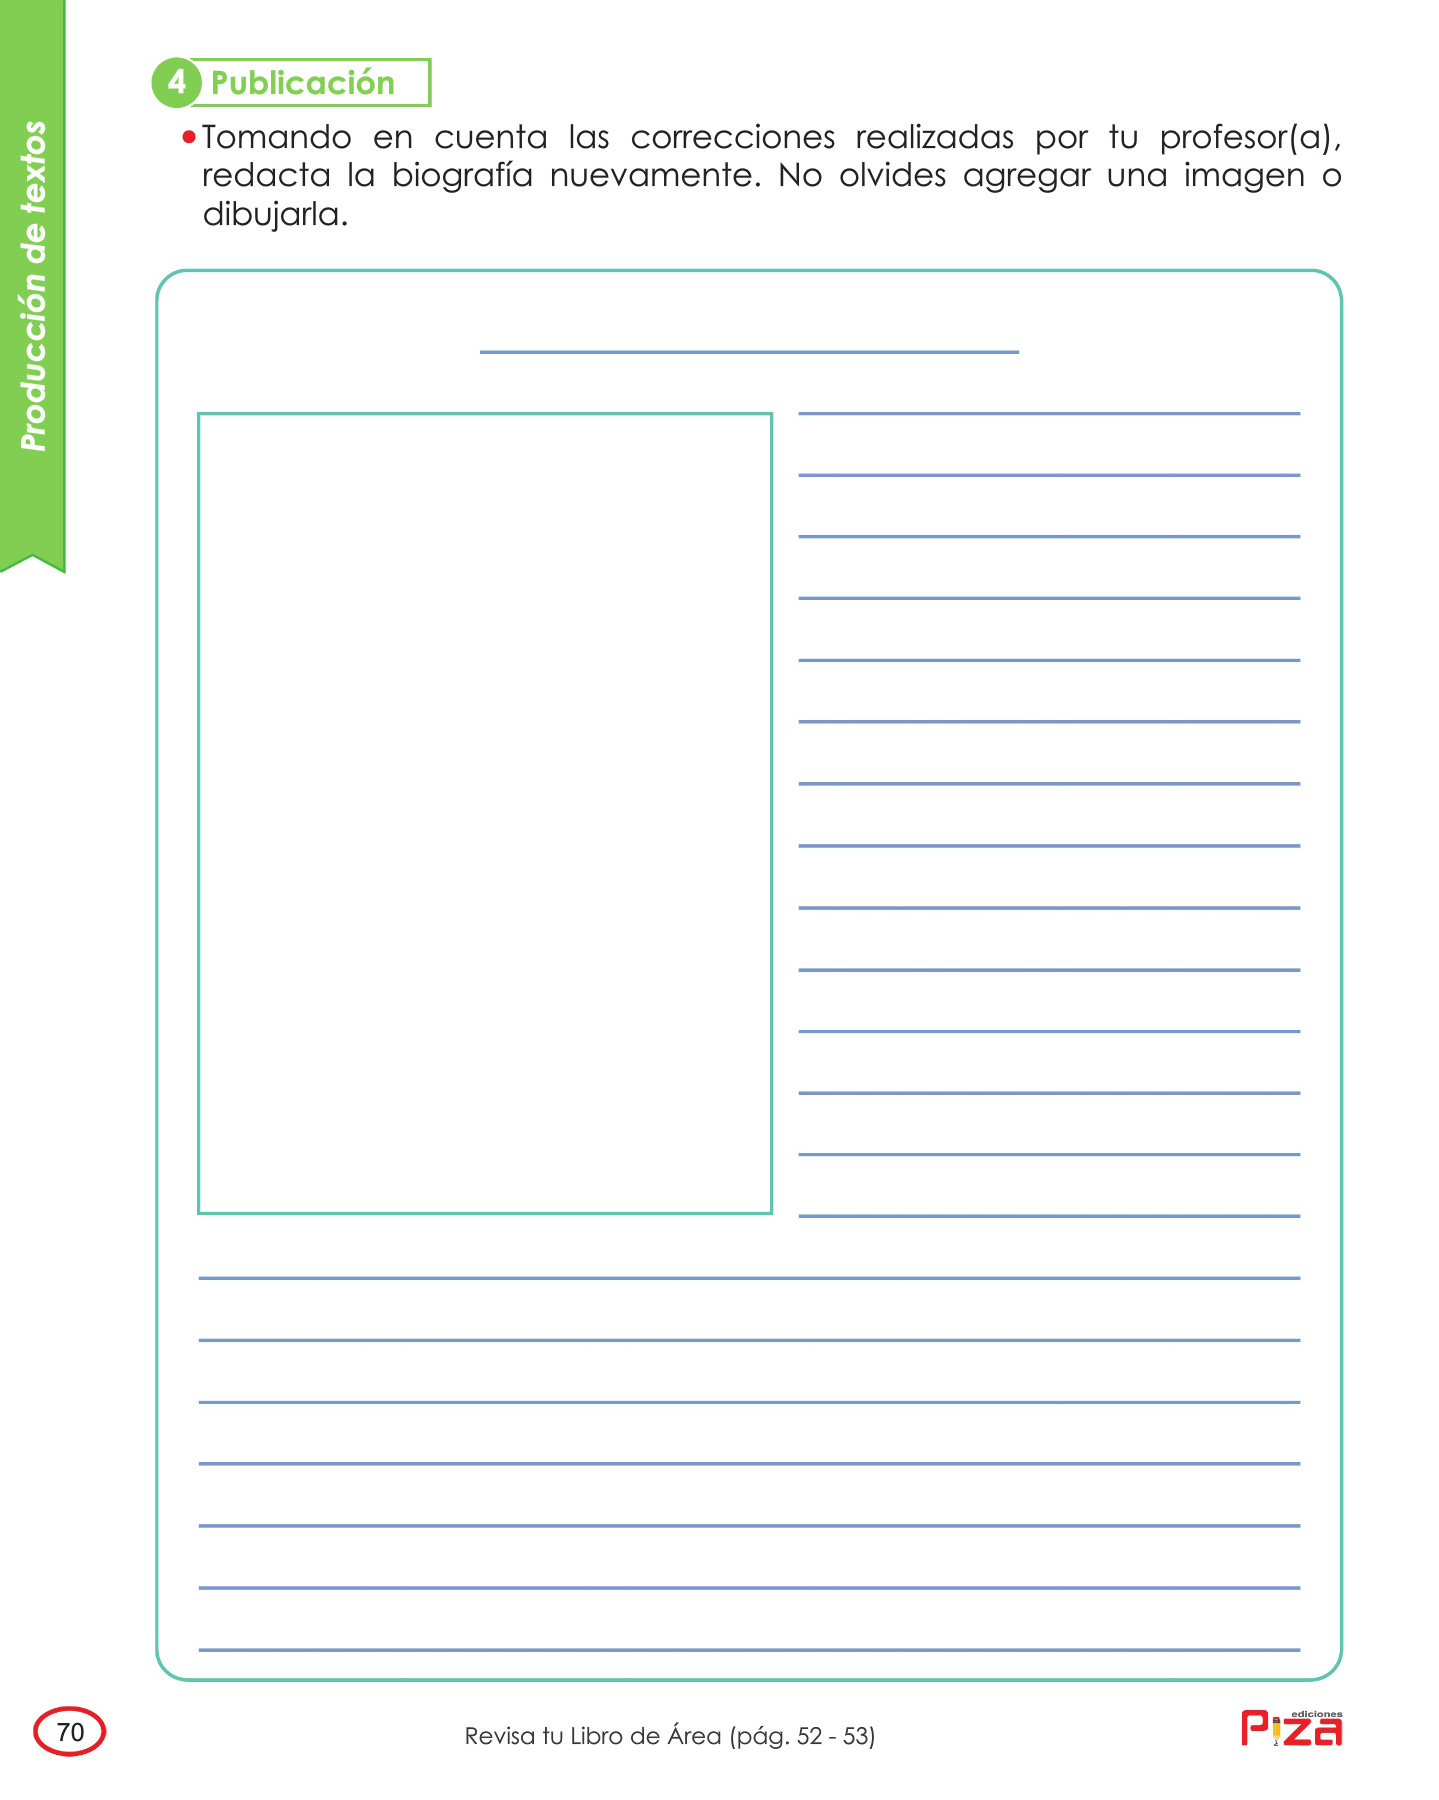 Producción de textos
4 Publicación
Tomando en cuenta las correcciones realizadas por tu profesor(a),
redacta la biografía nuevamente. No olvides agregar una imagen o
dibujarla.
70
Revisa tu Libro de Área (pág. 52 - 53)
ediciones
Piza